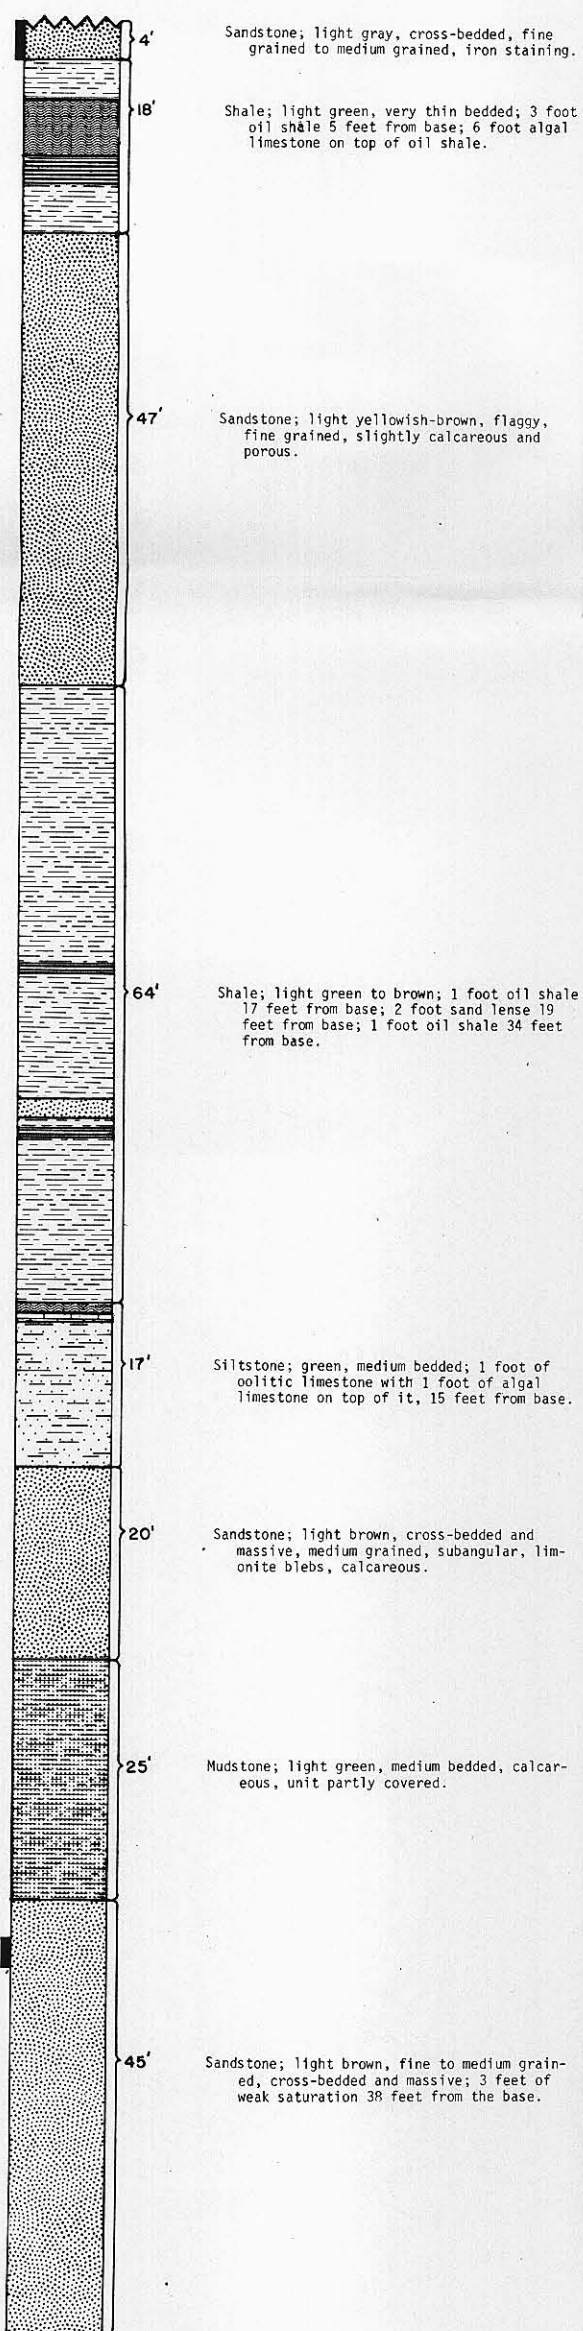 4'
Sandstone; light gray, cross-bedded, fine
grained to medium grained, iron staining.
18'
Shale; light green, very thin bedded; 3 foot
oil shale 5 feet from base; 6 foot algal
limestone on top of oil shale.
47'
Sandstone; light yellowish-brown, flaggy,
fine grained, slightly calcareous and
porous.
64'
Shale; light green to brown; 1 foot oil shale
17 feet from base; 2 foot sand lense 19
feet from base; 1 foot oil shale 34 feet
from base.
17'
Siltstone; green, medium bedded; 1 foot of
oolitic limestone with 1 foot of algal
limestone on top of it, 15 feet from base.
20'
Sandstone; light brown, cross-bedded and
massive, medium grained, subangular, lim-
onite blebs, calcareous.
25'
Mudstone; light green, medium bedded, calcar-
eous, unit partly covered.
45'
Sandstone; light brown, fine to medium grain-
ed, cross-bedded and massive; 3 feet of
weak saturation 38 feet from the base.